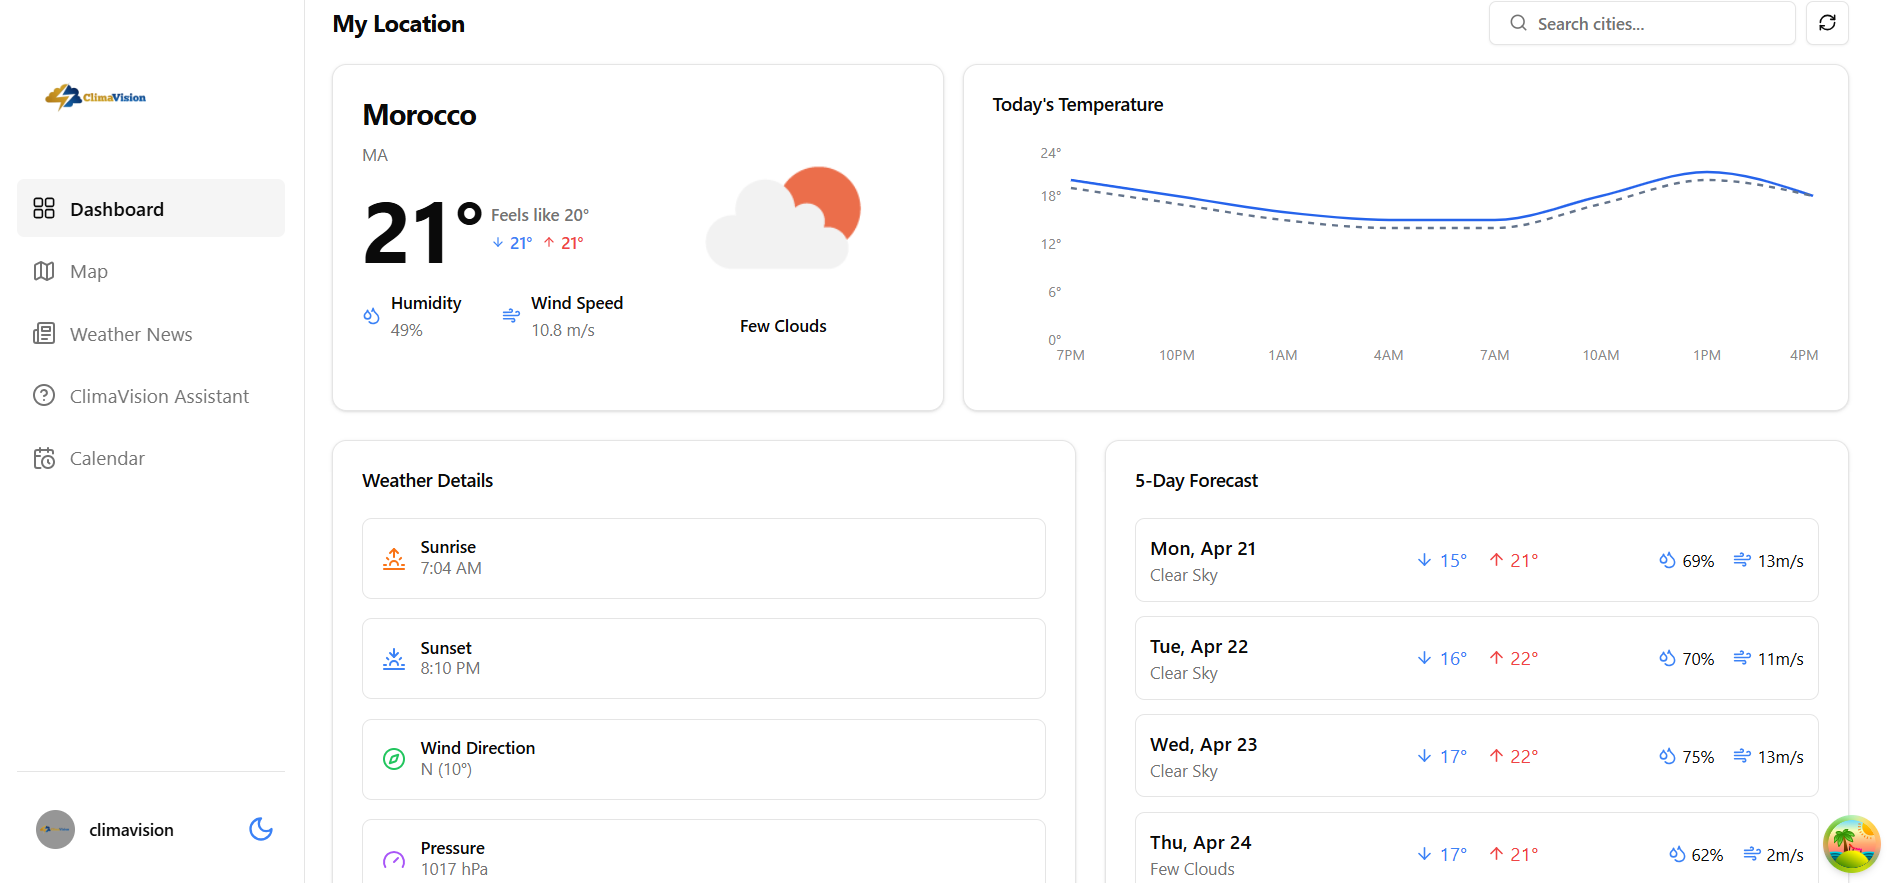 My Location
Search cities...
ClimaVision
Dashboard
Map
Weather News
ClimaVision Assistant
Calendar
climavision
Morocco
MA
21°
Feels like 20°
21° 21°
Humidity
49%
Wind Speed
10.8 m/s
Few Clouds
Today's Temperature
24°
18°
12°
6°
0°
7PM 10PM 1AM 4AM 7AM 10AM 1PM 4PM
Weather Details
Sunrise
7:04 AM
Sunset
8:10 PM
Wind Direction
N (10°)
Pressure
1017 hPa
5-Day Forecast
Mon, Apr 21
Clear Sky
15° 21° 69% 13m/s
Tue, Apr 22
Clear Sky
16° 22° 70% 11m/s
Wed, Apr 23
Clear Sky
17° 22° 75% 13m/s
Thu, Apr 24
Few Clouds
17° 21° 62% 2m/s